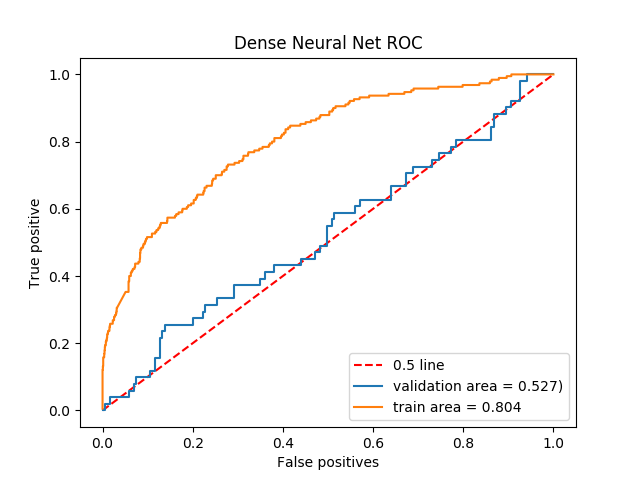 Dense Neural Net ROC
True positive
1.0
0.8
0.6
0.4
0.2
0.0
0.5 line
validation area = 0.527)
train area = 0.804
0.0 0.2 0.4 0.6 0.8 1.0
False positives